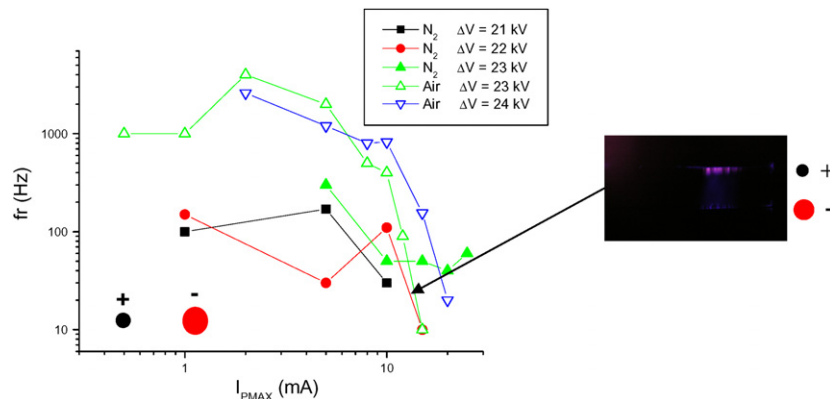 N₂ ΔV = 21 kV
N₂ ΔV = 22 kV
N₂ ΔV = 23 kV
Air ΔV = 23 kV
Air ΔV = 24 kV
1000
100
10
fr (Hz)
+ -
1 10
I_PMAX (mA)
+
-